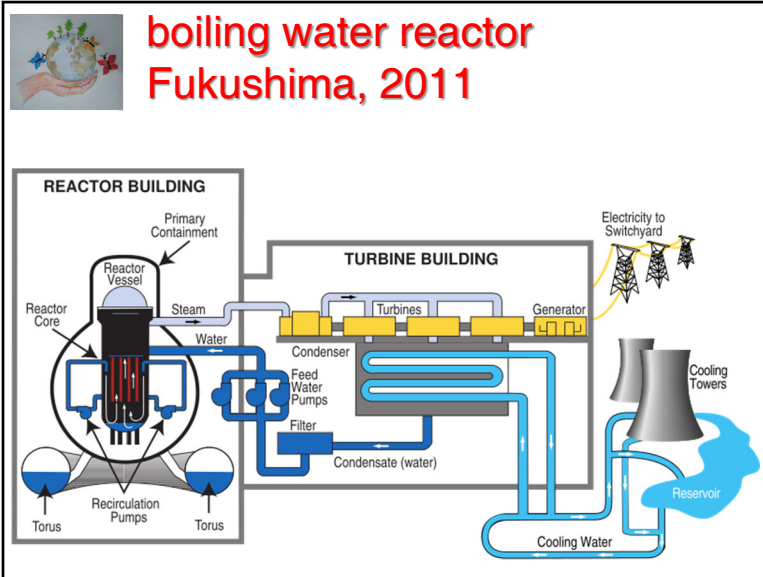 boiling water reactor
Fukushima, 2011
REACTOR BUILDING
Primary
Containment
Reactor
Vessel
Reactor
Core
Steam
Water
TURBINE BUILDING
Turbines
Generator
Electricity to
Switchyard
Condenser
Feed
Water
Pumps
Filter
Condensate (water)
Cooling
Towers
Reservoir
Cooling Water
Torus
Recirculation
Pumps
Torus